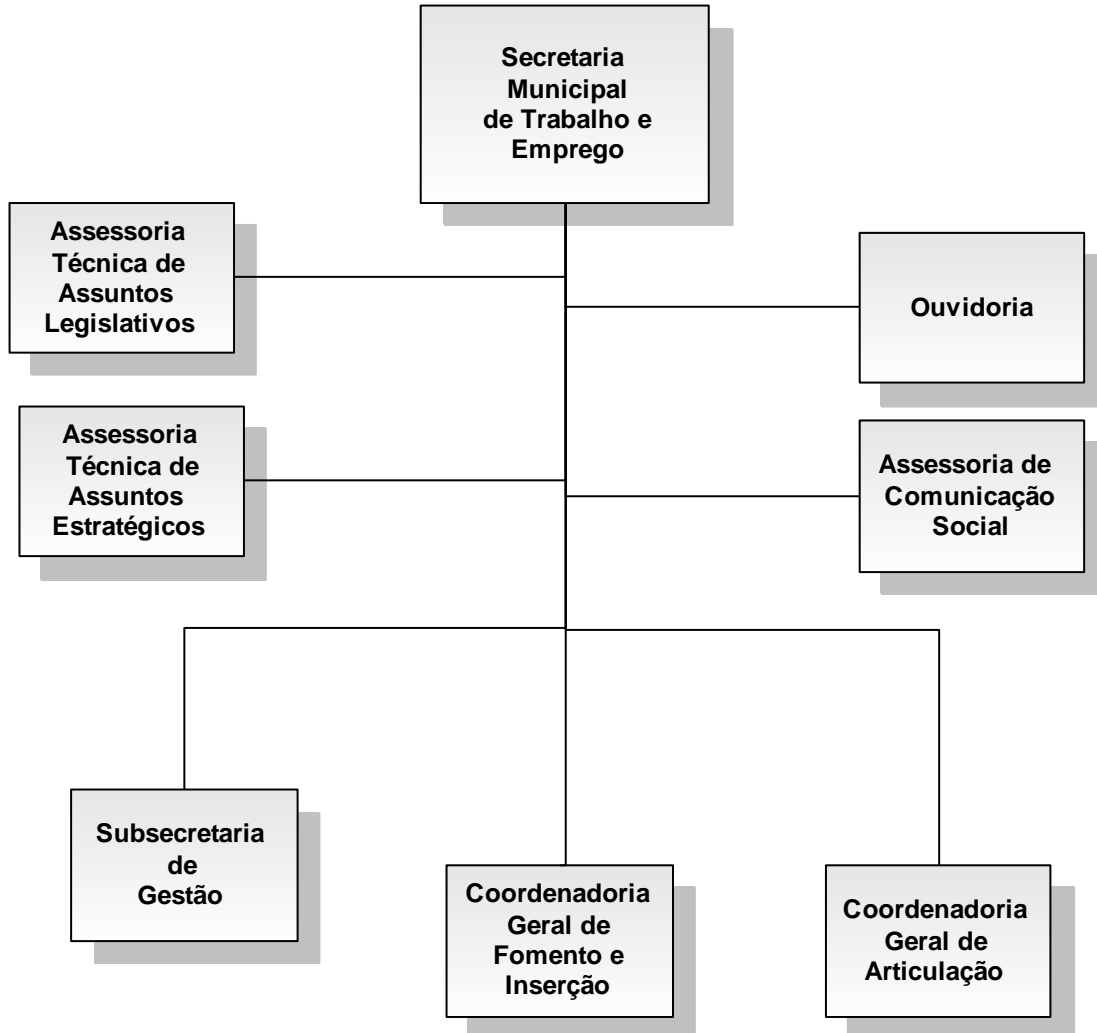 Secretaria
Municipal
de Trabalho e
Emprego
Assessoria
Técnica de
Assuntos
Legislativos
Ouvidoria
Assessoria
Técnica de
Assuntos
Estratégicos
Assessoria de
Comunicação
Social
Subsecretaria
de
Gestão
Coordenadoria
Geral de
Fomento e
Inserção
Coordenadoria
Geral de
Articulação